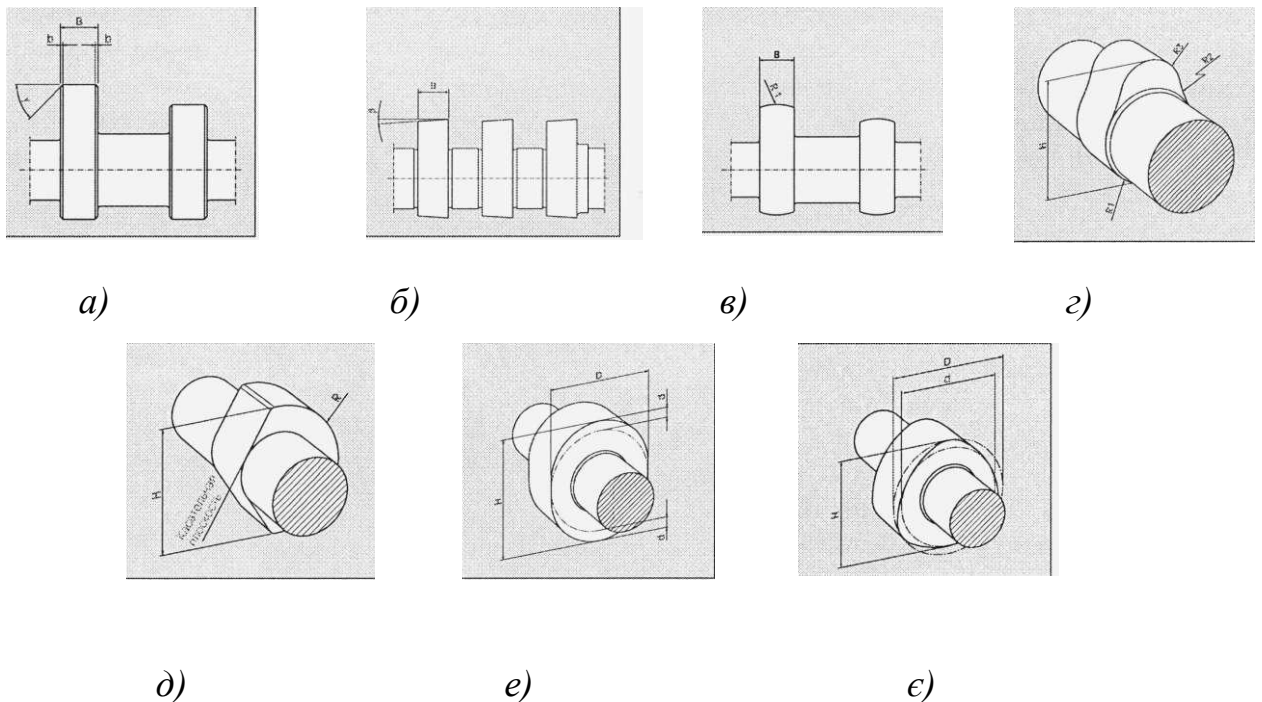 b B b
γ
B
β
B
R1
H
R1
R2
R3
а) б) в) г)
H
R
Касательная
плоскость
D
d
H
d
D
d
H
д) е) є)